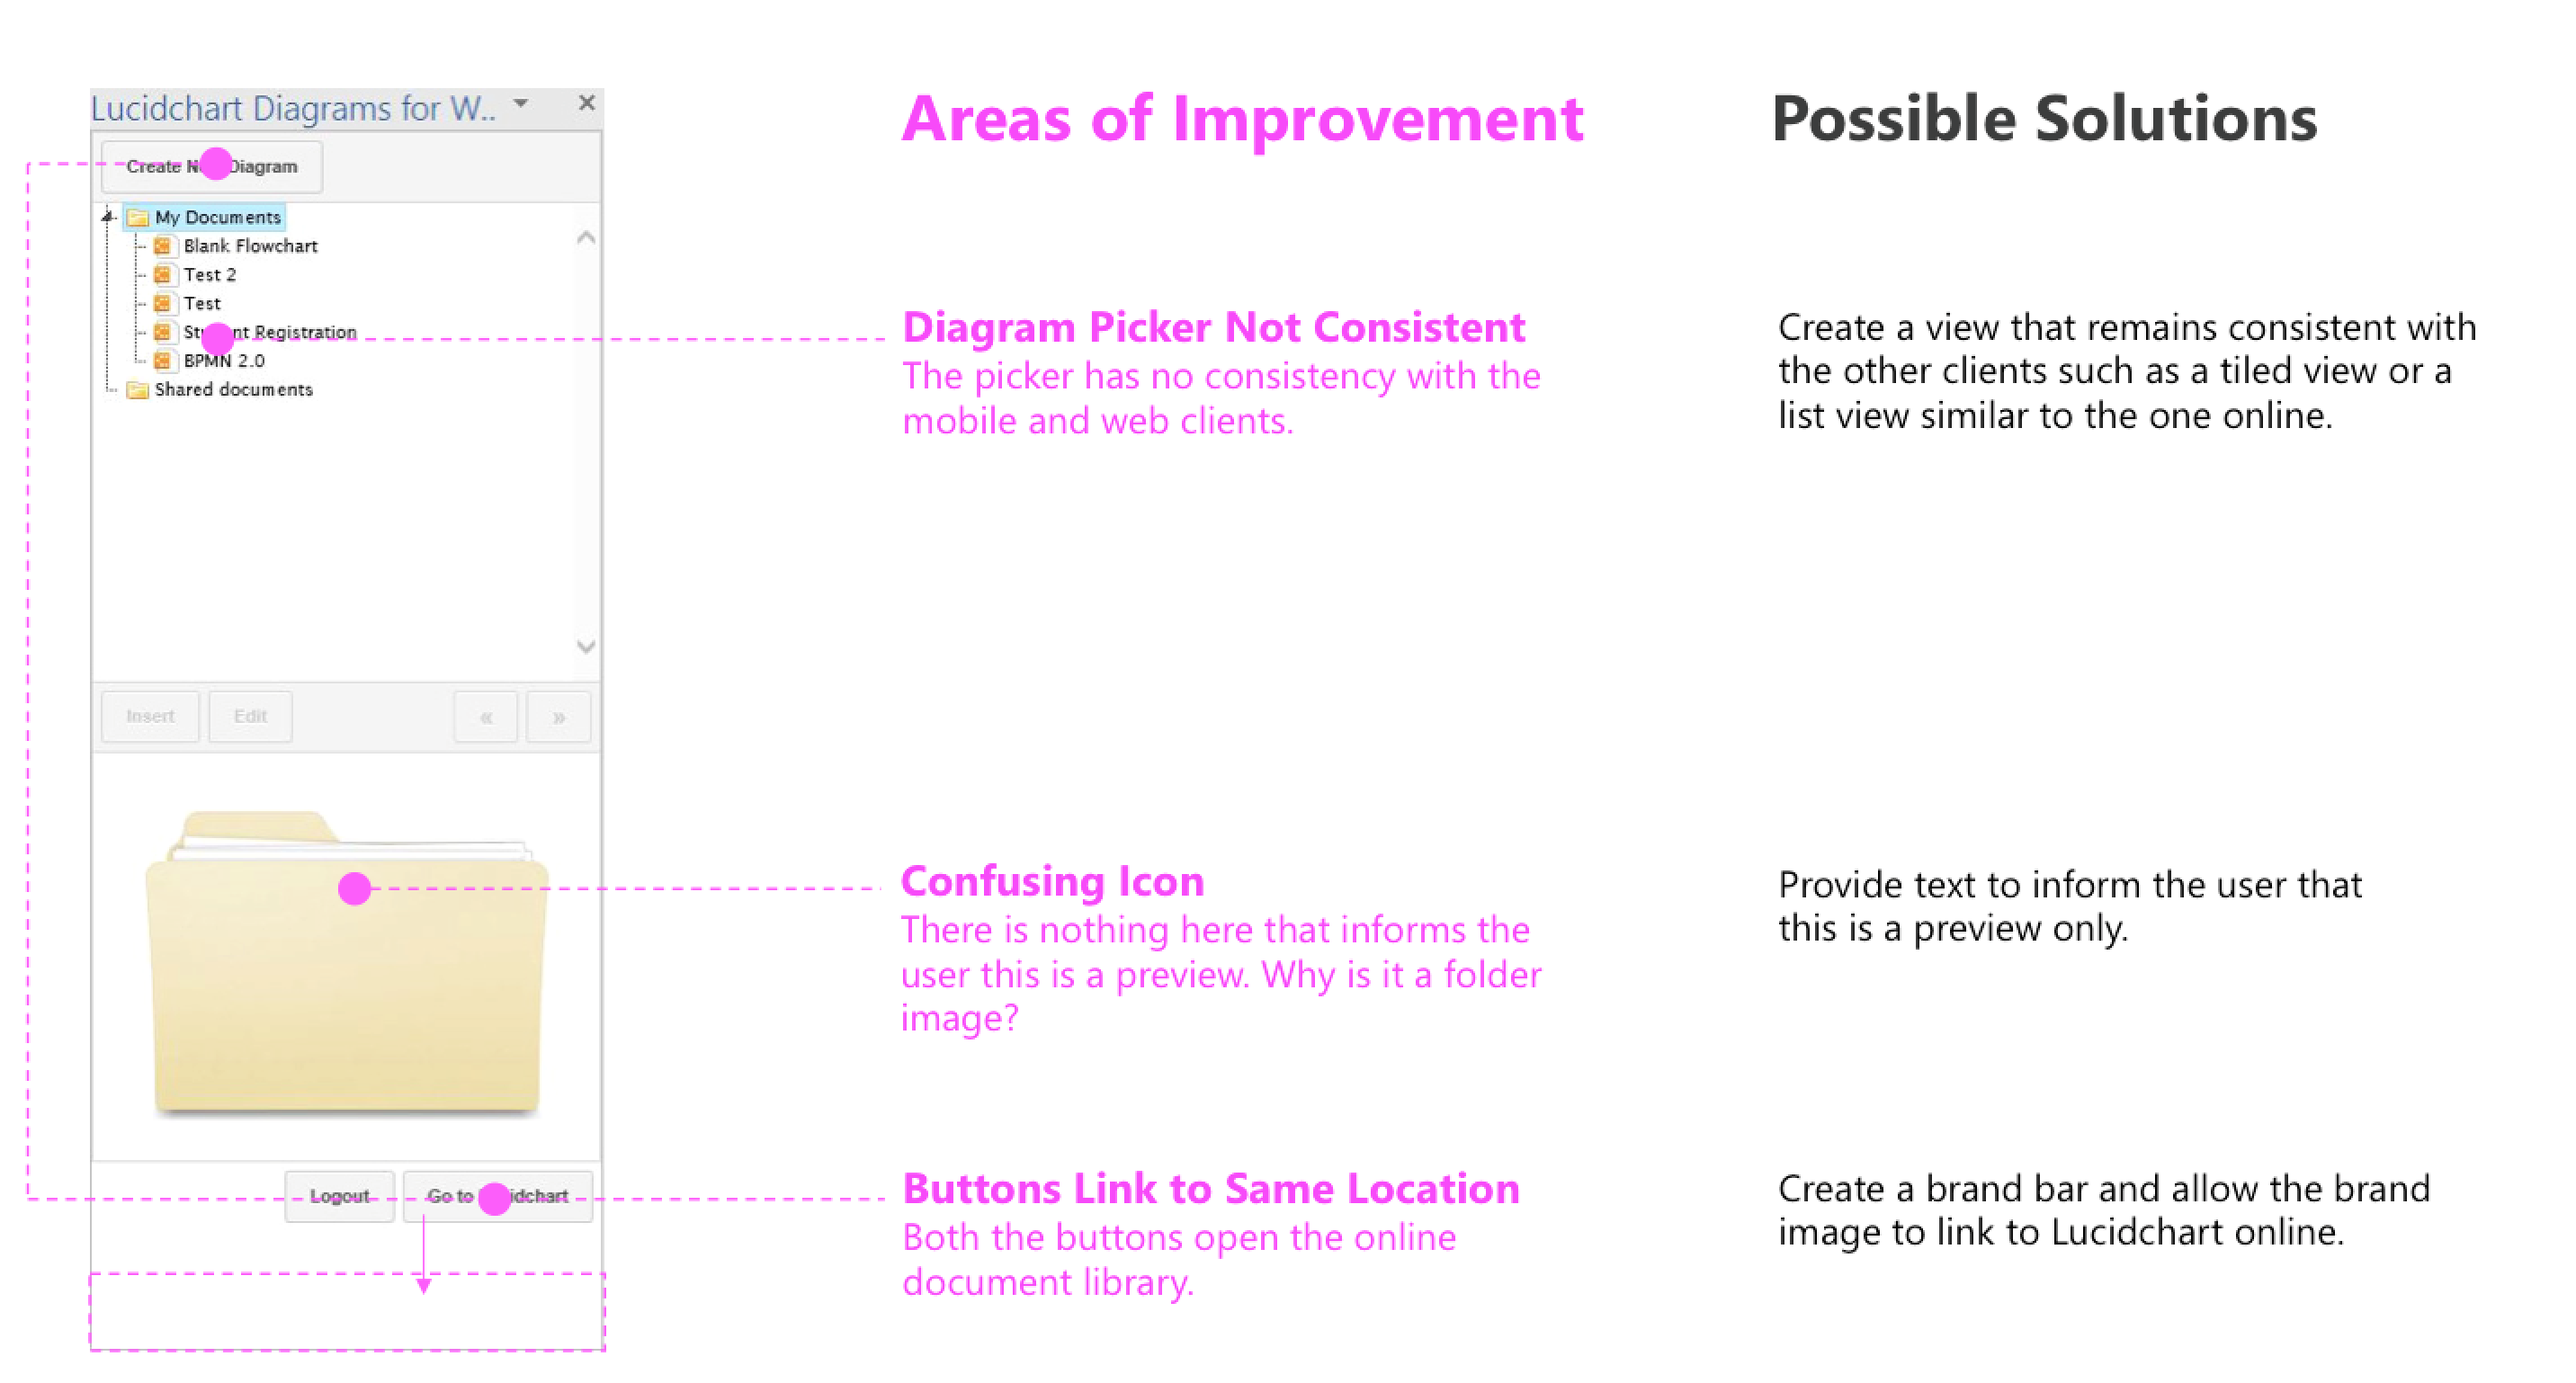 Lucidchart Diagrams for W..
Areas of Improvement
Possible Solutions
Create Diagram
My Documents
Blank Flowchart
Test 2
Test
Registration
BPMN 2.0
Shared documents
Diagram Picker Not Consistent
The picker has no consistency with the
mobile and web clients.
Create a view that remains consistent with
the other clients such as a tiled view or a
list view similar to the one online.
Insert
Edit
«
»
Confusing Icon
There is nothing here that informs the
user this is a preview. Why is it a folder
image?
Provide text to inform the user that
this is a preview only.
Logout
Go to
Buttons Link to Same Location
Both the buttons open the online
document library.
Create a brand bar and allow the brand
image to link to Lucidchart online.